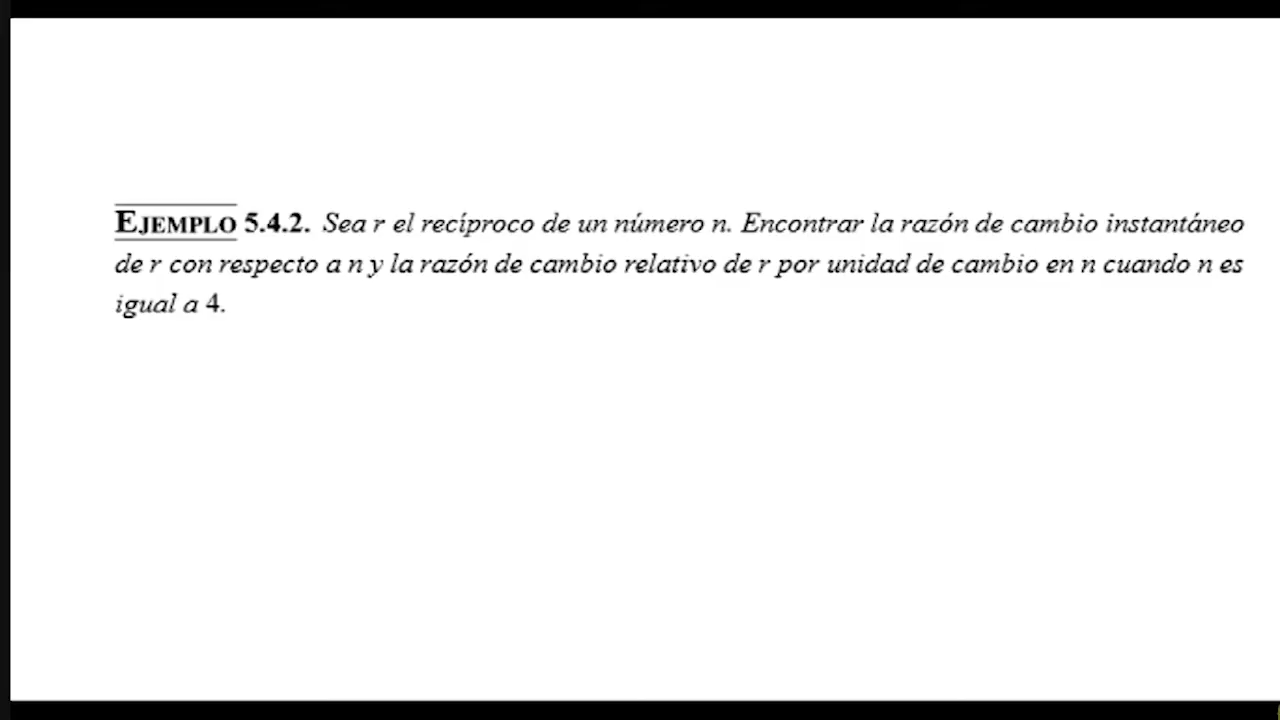 EJEMPLO 5.4.2. Sea r el recíproco de un número n. Encontrar la razón de cambio instantáneo
de r con respecto a n y la razón de cambio relativo de r por unidad de cambio en n cuando n es
igual a 4.